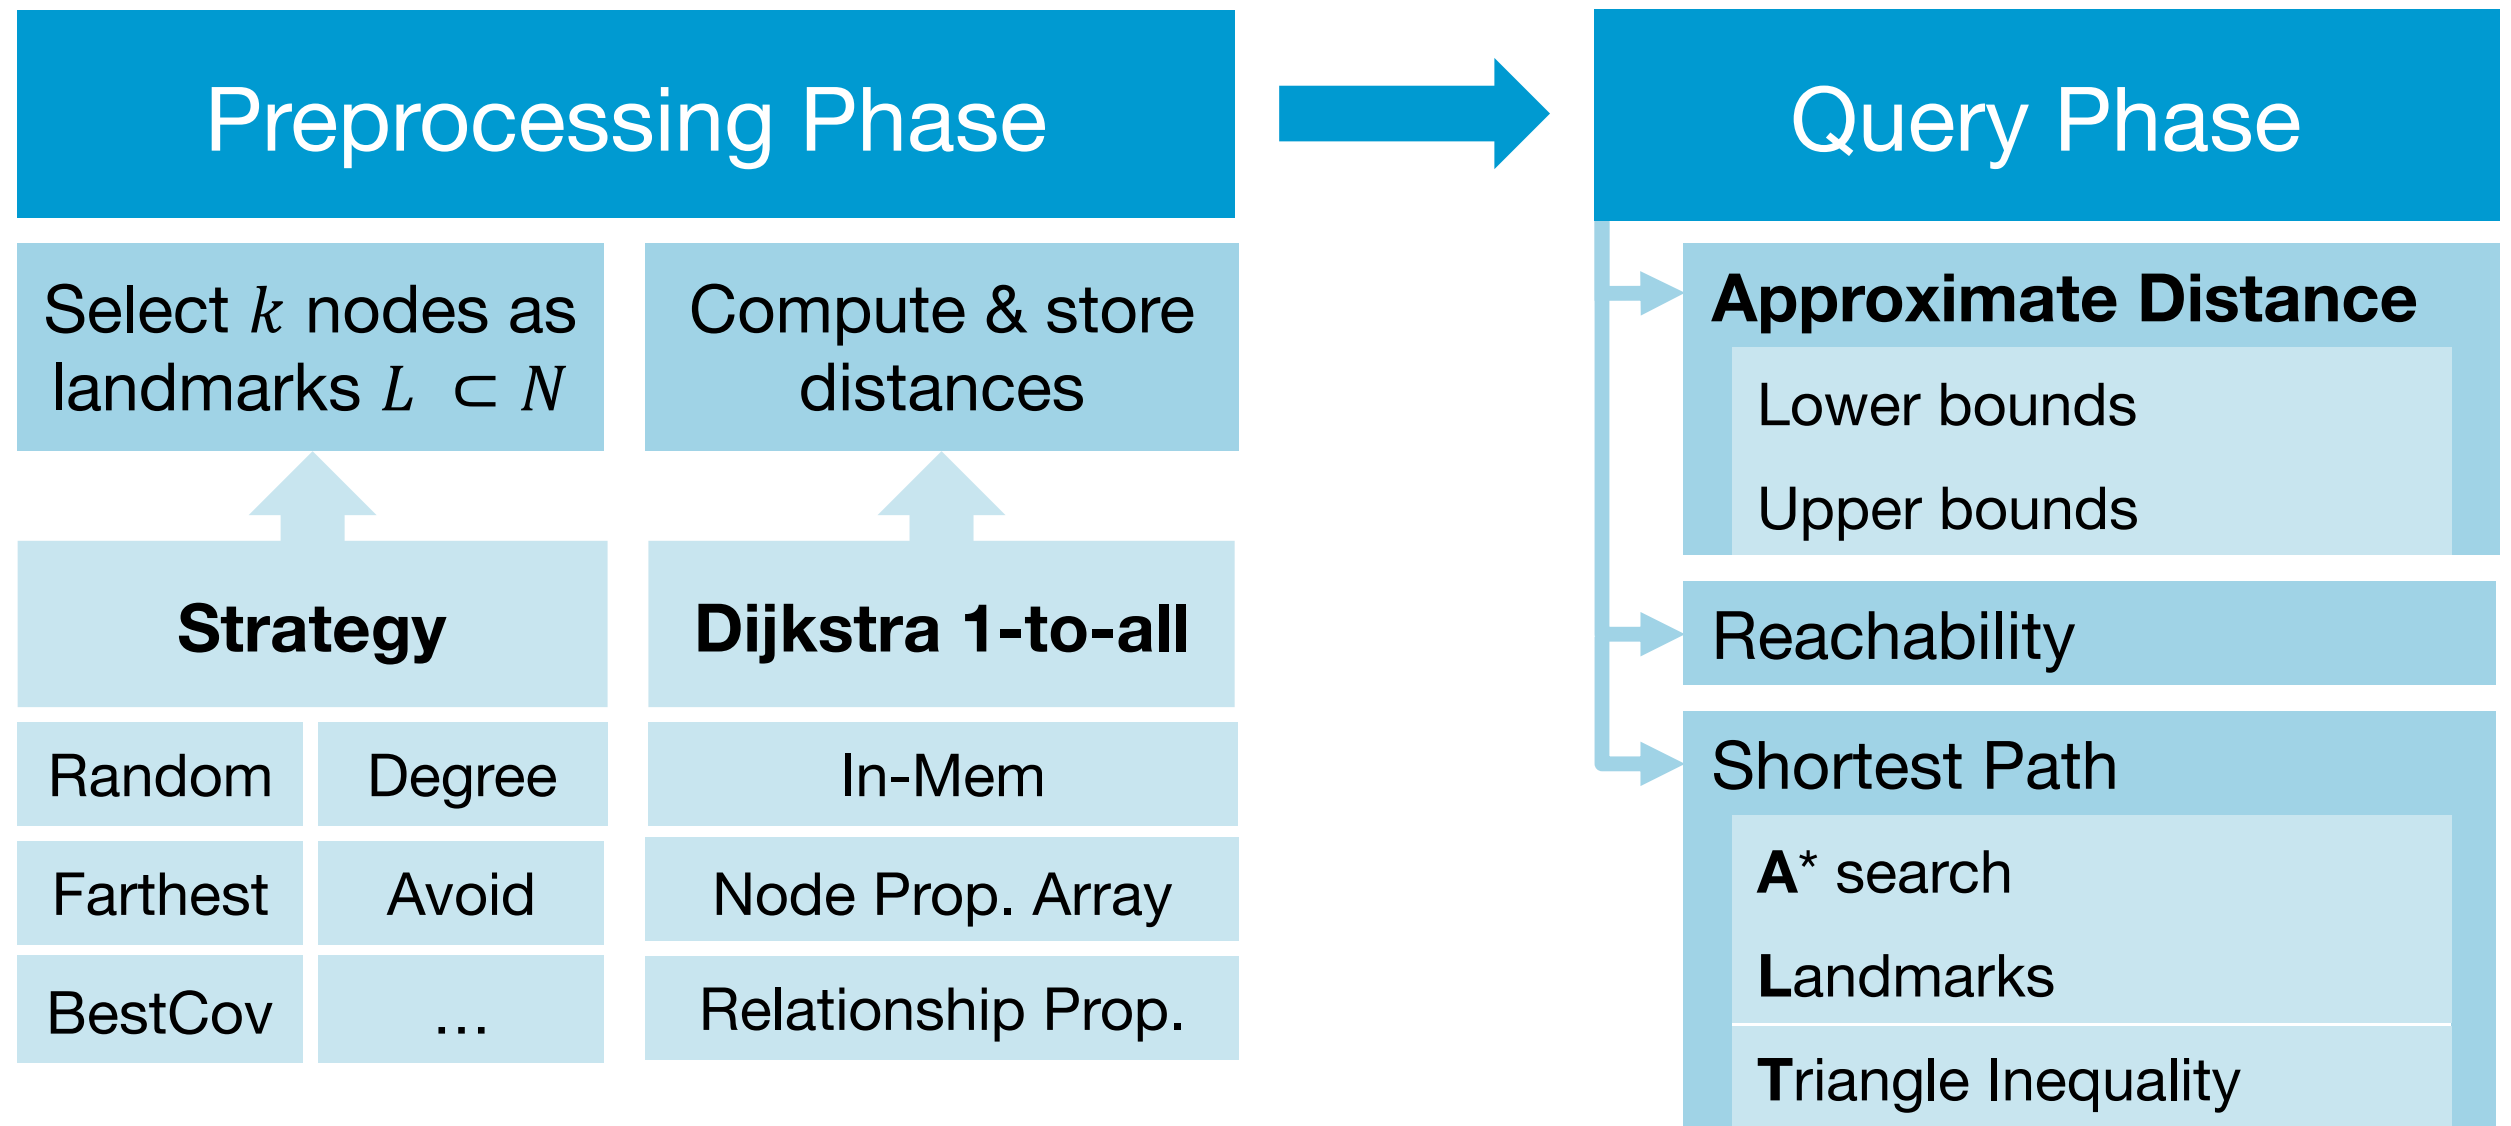 Preprocessing Phase
Select k nodes as
landmarks L ⊂ N
Compute & store
distances
Strategy
Dijkstra 1-to-all
Random
Degree
In-Mem
Farthest
Avoid
Node Prop. Array
BestCov
...
Relationship Prop.
Query Phase
Approximate Distance
Lower bounds
Upper bounds
Reachability
Shortest Path
A* search
Landmarks
Triangle Inequality